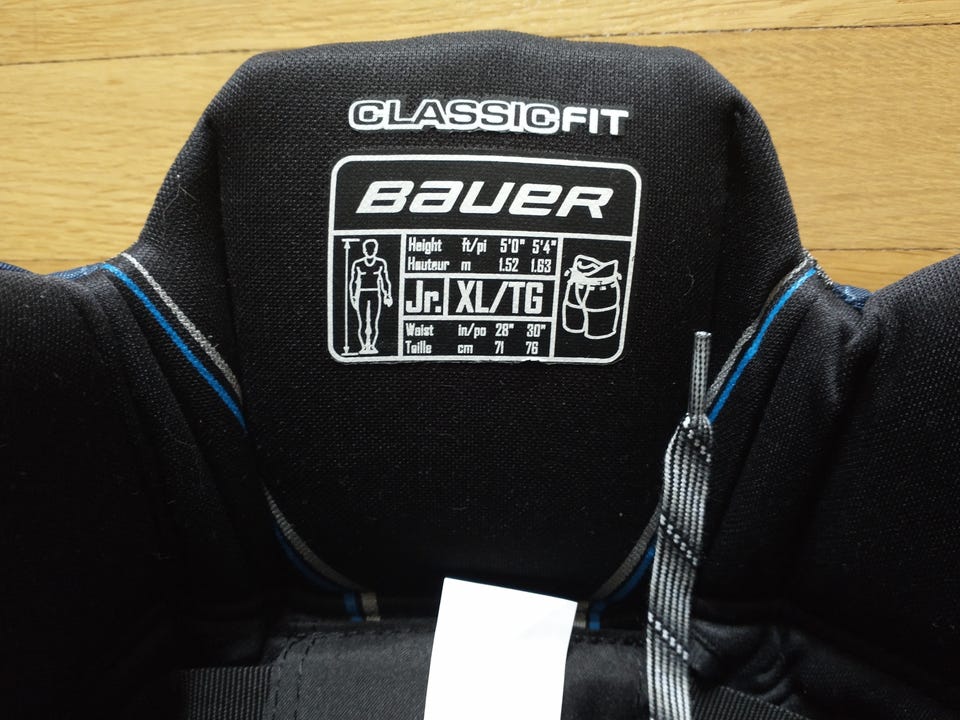 CLASSICFIT
BAUER
Height ft/pi 5'0" 5'4"
Hauteur m 1.52 1.63
Jr. XL/TG
Waist in/po 28" 30"
Taille cm 71 76